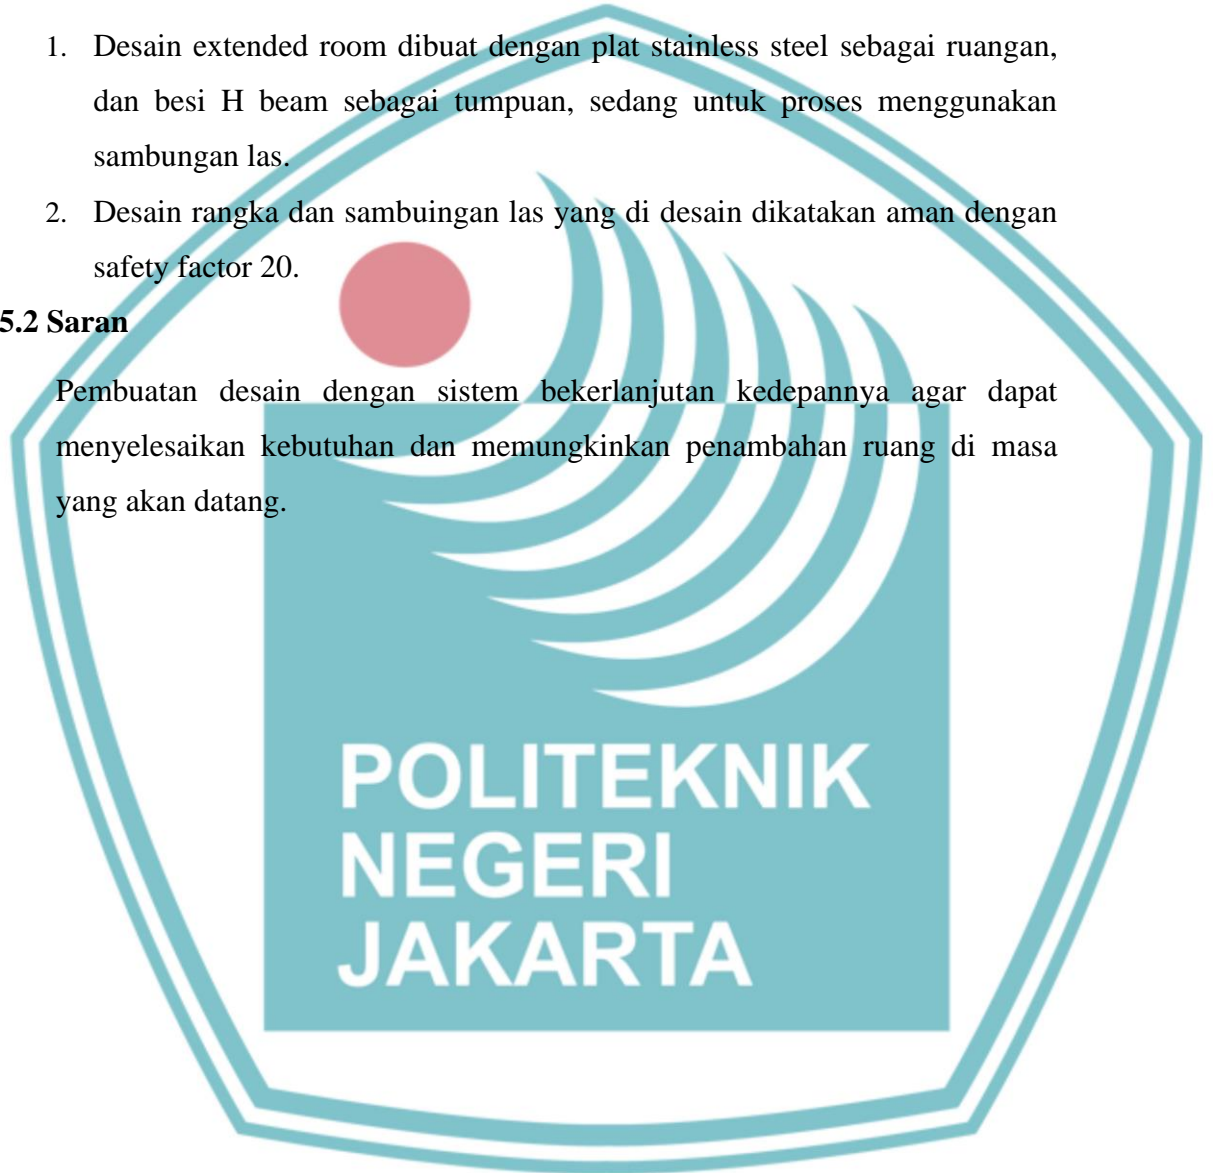 1. Desain extended room dibuat dengan plat stainless steel sebagai ruangan,
dan besi H beam sebagai tumpuan, sedang untuk proses menggunakan
sambungan las.
2. Desain rangka dan sambuingan las yang di desain dikatakan aman dengan
safety factor 20.
5.2 Saran
Pembuatan desain dengan sistem bekerlanjutan kedepannya agar dapat
menyelesaikan kebutuhan dan memungkinkan penambahan ruang di masa
yang akan datang.
POLITEKNIK
NEGERI
JAKARTA